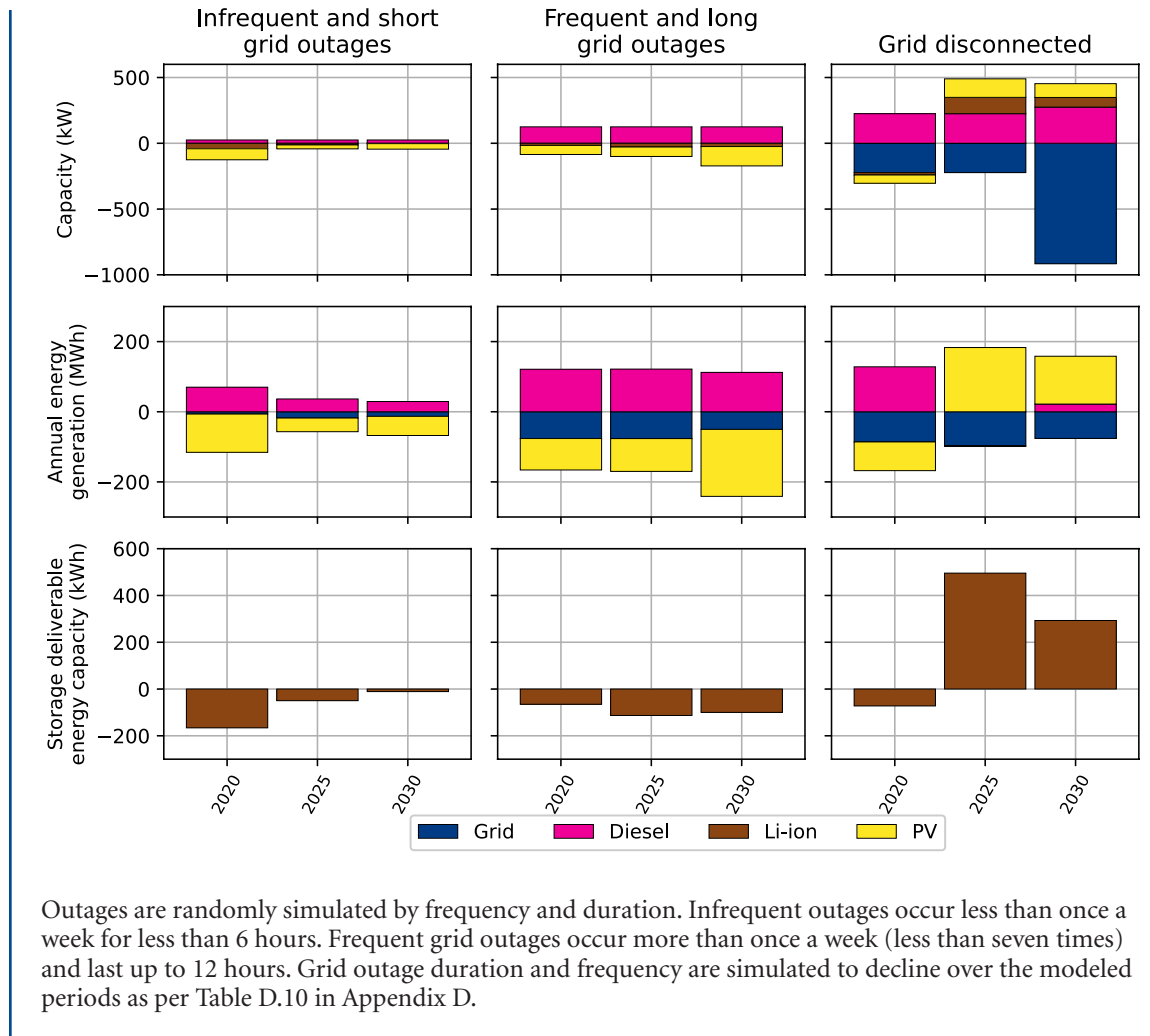 Infrequent and short
grid outages
Frequent and long
grid outages
Grid disconnected
Capacity (kW)
500
0
−500
−1000
Annual energy
generation (MWh)
200
0
−200
Storage deliverable
energy capacity (kWh)
600
400
200
0
−200
2020
2025
2030
2020
2025
2030
2020
2025
2030
Grid
Diesel
Li-ion
PV
Outages are randomly simulated by frequency and duration. Infrequent outages occur less than once a
week for less than 6 hours. Frequent grid outages occur more than once a week (less than seven times)
and last up to 12 hours. Grid outage duration and frequency are simulated to decline over the modeled
periods as per Table D.10 in Appendix D.